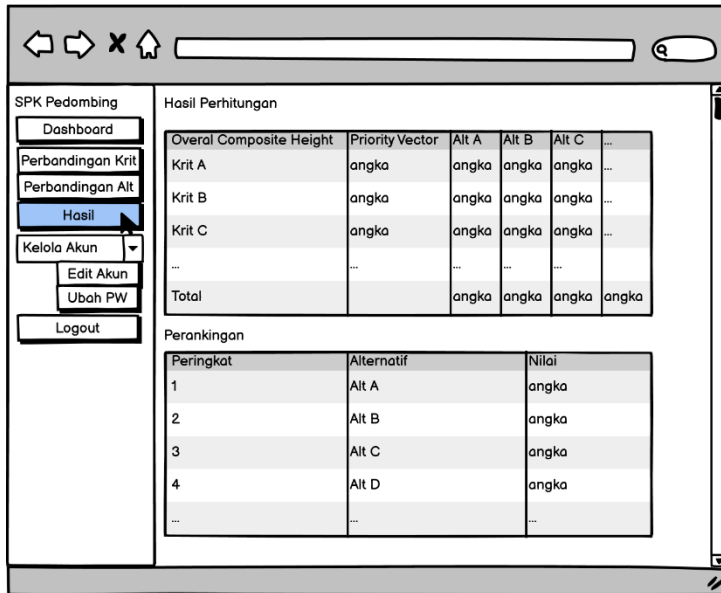 SPK Pedombing
Dashboard
Perbandingan Krit
Perbandingan Alt
Hasil
Kelola Akun
Edit Akun
Ubah PW
Logout
Hasil Perhitungan
Overal Composite Height Priority Vector Alt A Alt B Alt C ...
Krit A angka angka angka angka ...
Krit B angka angka angka angka ...
Krit C angka angka angka angka ...
... ... ... ... ...
Total angka angka angka angka
Perankingan
Peringkat Alternatif Nilai
1 Alt A angka
2 Alt B angka
3 Alt C angka
4 Alt D angka
... ... ...